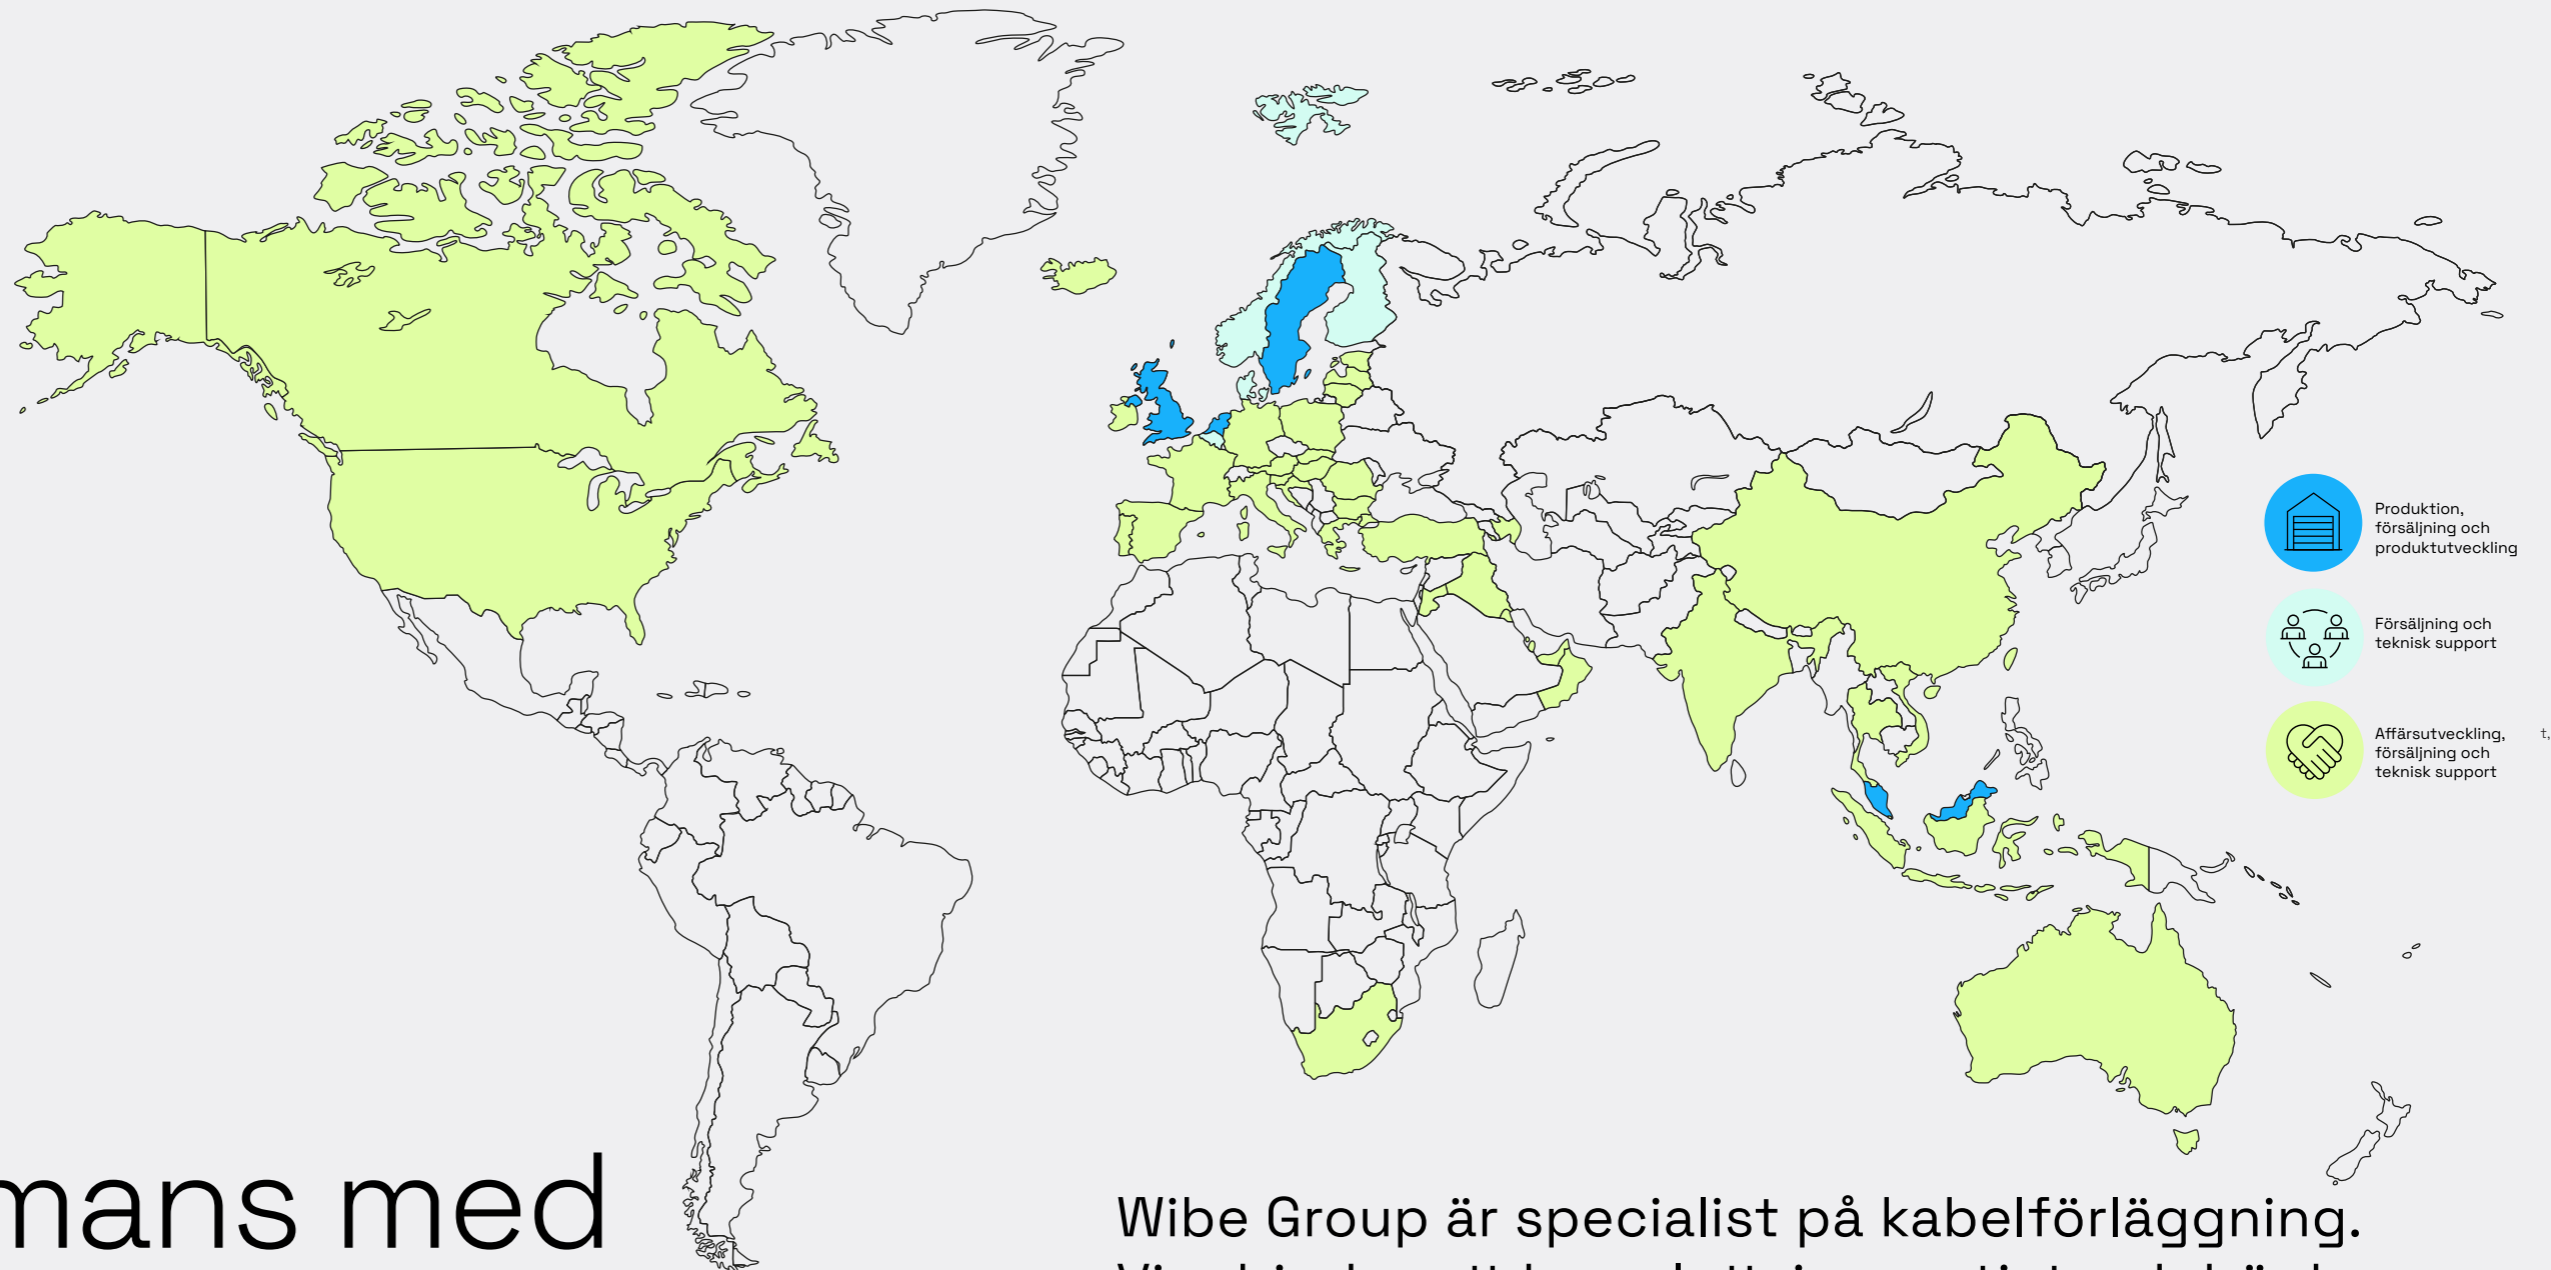 Produktion,
försäljning och
produktutveckling
Försäljning och
teknisk support
Affärsutveckling,
försäljning och
teknisk support
t,
mans med
Wibe Group är specialist på kabelförläggning.